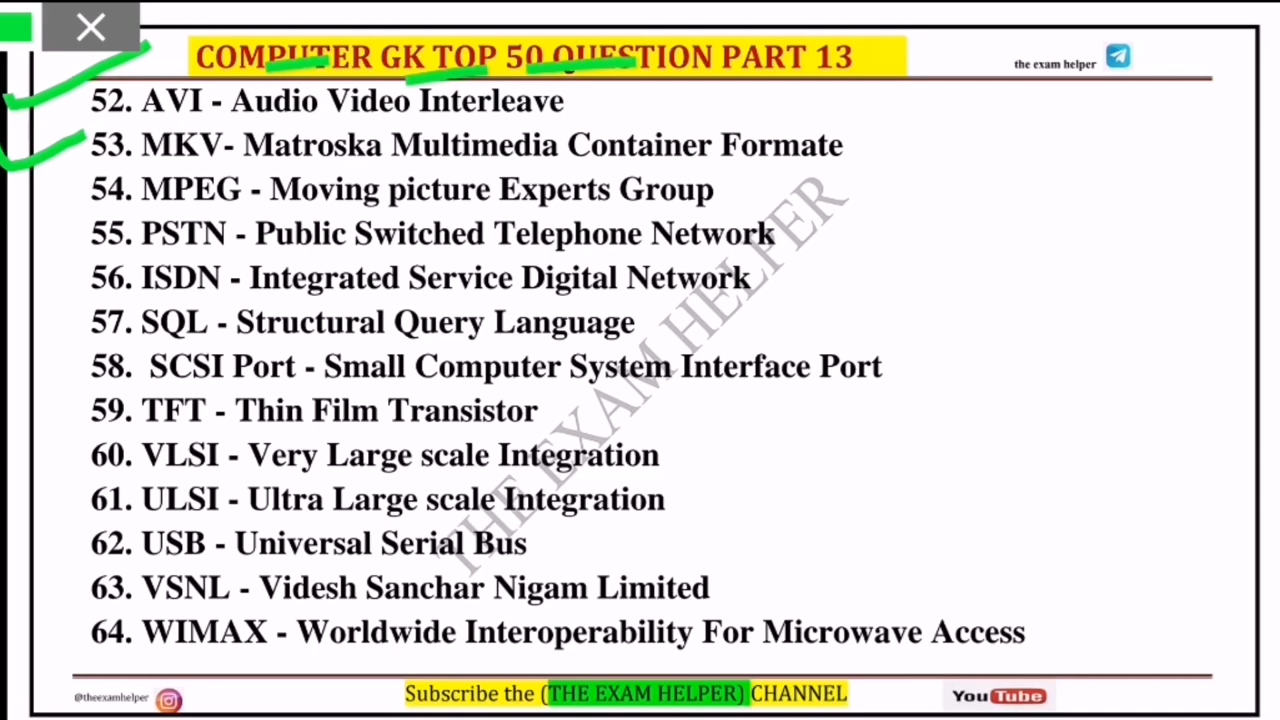 COMPUTER GK TOP 50 QUESTION PART 13
the exam helper
52. AVI - Audio Video Interleave
53. MKV- Matroska Multimedia Container Formate
54. MPEG - Moving picture Experts Group
55. PSTN - Public Switched Telephone Network
56. ISDN - Integrated Service Digital Network
57. SQL - Structural Query Language
58. SCSI Port - Small Computer System Interface Port
59. TFT - Thin Film Transistor
60. VLSI - Very Large scale Integration
61. ULSI - Ultra Large scale Integration
62. USB - Universal Serial Bus
63. VSNL - Videsh Sanchar Nigam Limited
64. WIMAX - Worldwide Interoperability For Microwave Access
THE EXAM HELPER
@theexamhelper
Subscribe the (THE EXAM HELPER) CHANNEL
YouTube